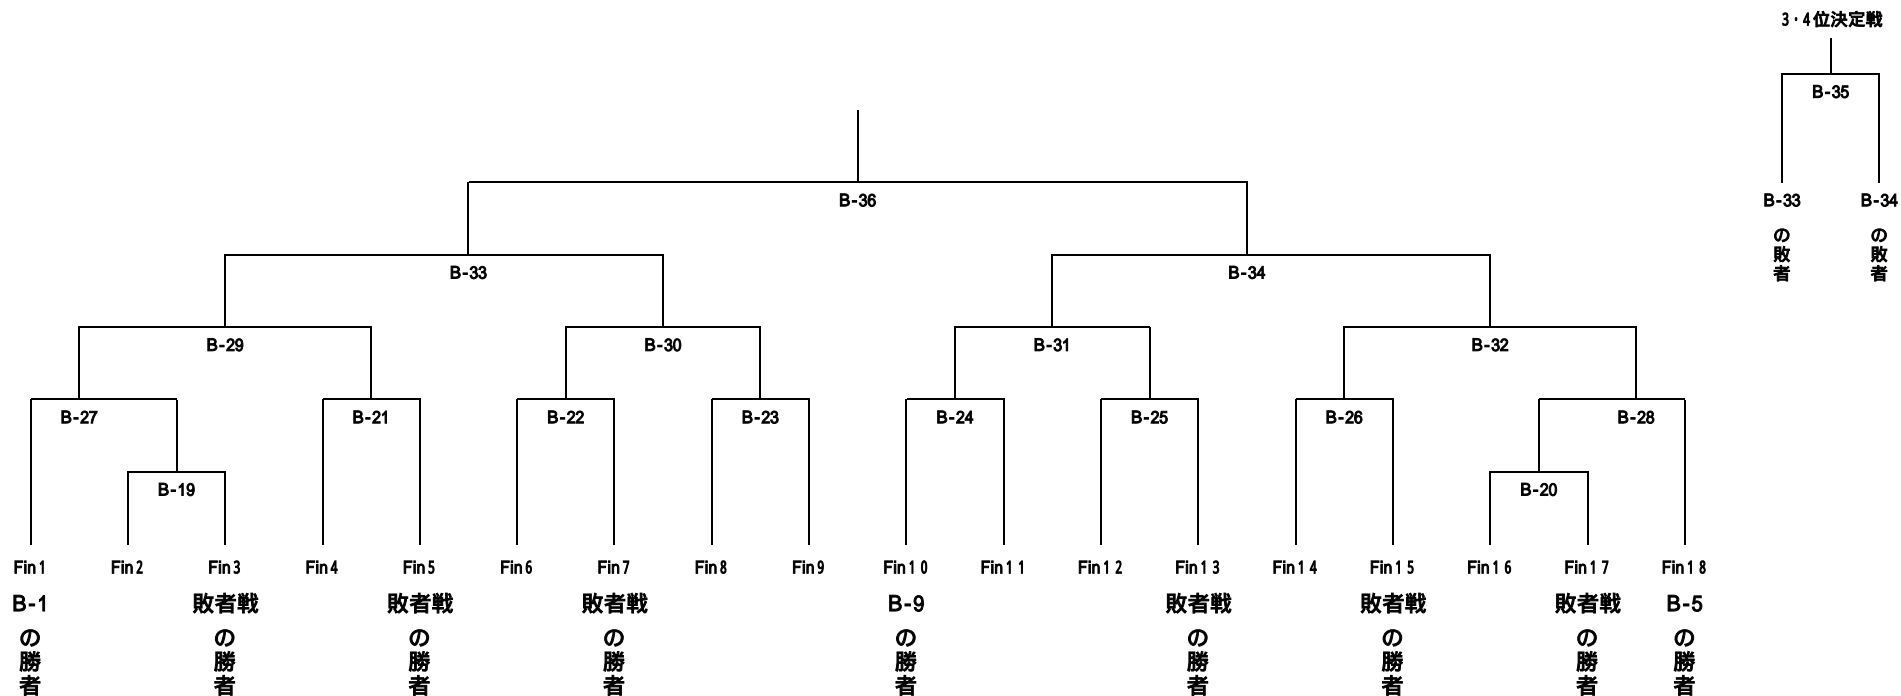 3・4位決定戦
B-35
B-36
B-33
の敗者
B-34
の敗者
B-33
B-34
B-29
B-30
B-31
B-32
B-27
B-21
B-22
B-23
B-24
B-25
B-26
B-28
B-19
B-20
Fin1
Fin2
Fin3
Fin4
Fin5
Fin6
Fin7
Fin8
Fin9
Fin10
Fin11
Fin12
Fin13
Fin14
Fin15
Fin16
Fin17
Fin18
B-1
の勝者
敗者戦
の勝者
敗者戦
の勝者
敗者戦
の勝者
B-9
の勝者
敗者戦
の勝者
敗者戦
の勝者
敗者戦
の勝者
B-5
の勝者